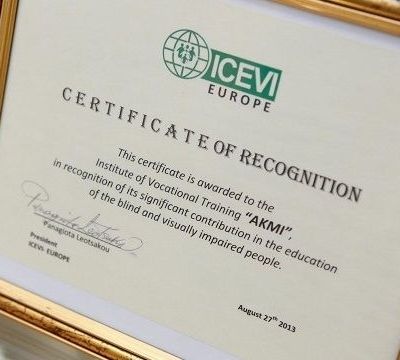 ICEVI
EUROPE
CERTIFICATE OF RECOGNITION
This certificate is awarded to the
Institute of Vocational Training "AKMI",
in recognition of its significant contribution in the education
of the blind and visually impaired people.
Panagiota Leotsakou
Panagiota Leotsakou
President
ICEVI EUROPE
August 27th 2013